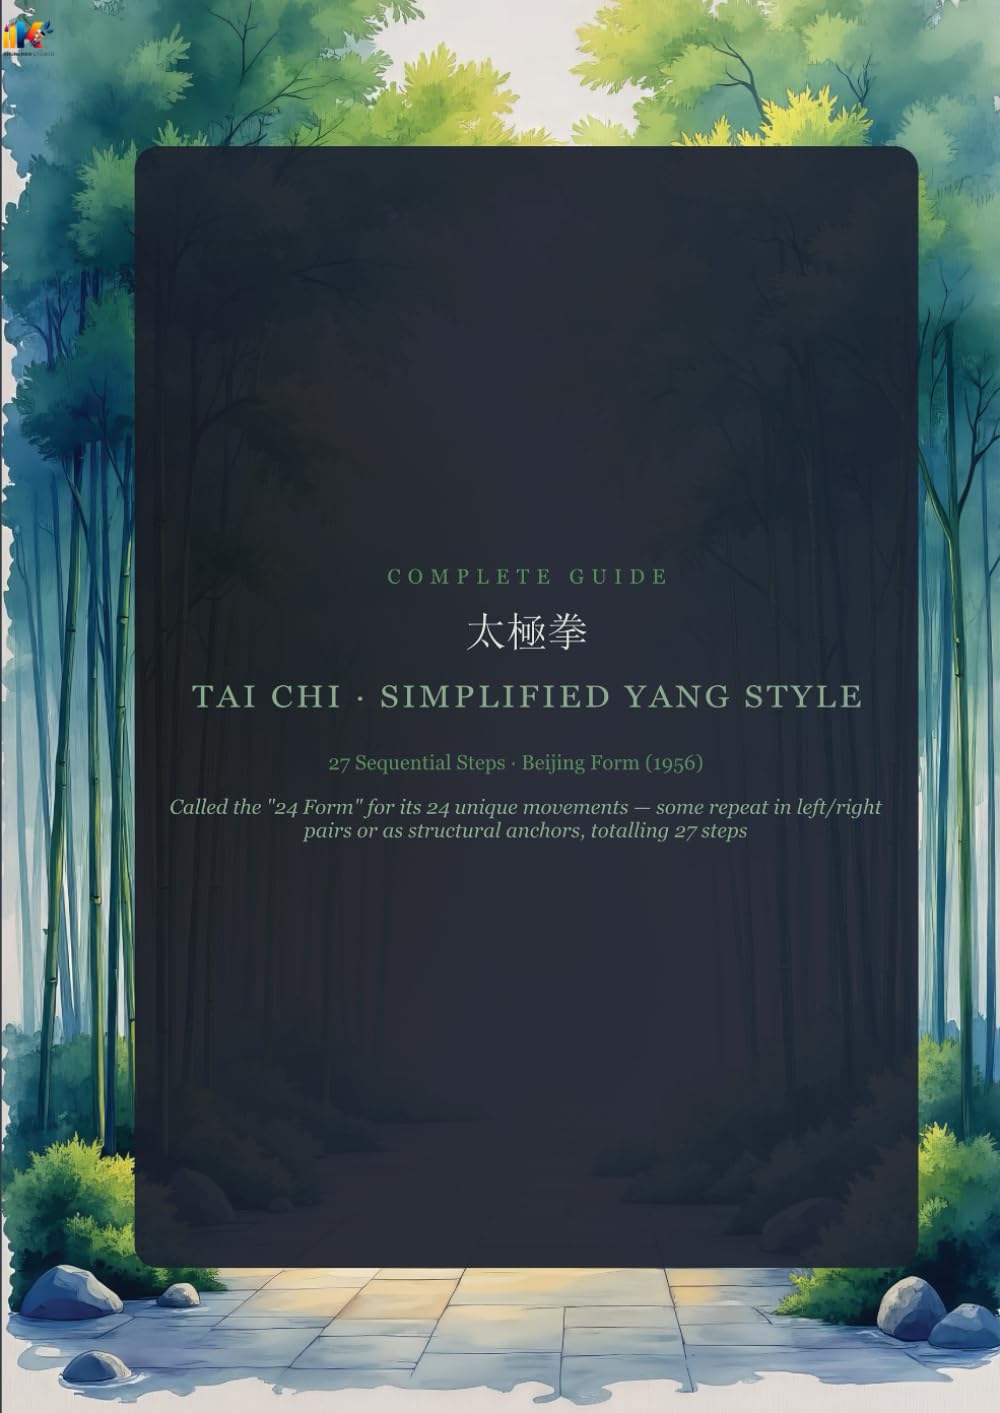 COMPLETE GUIDE
太極拳
TAI CHI · SIMPLIFIED YANG STYLE
27 Sequential Steps · Beijing Form (1956)
Called the "24 Form" for its 24 unique movements — some repeat in left/right
pairs or as structural anchors, totalling 27 steps